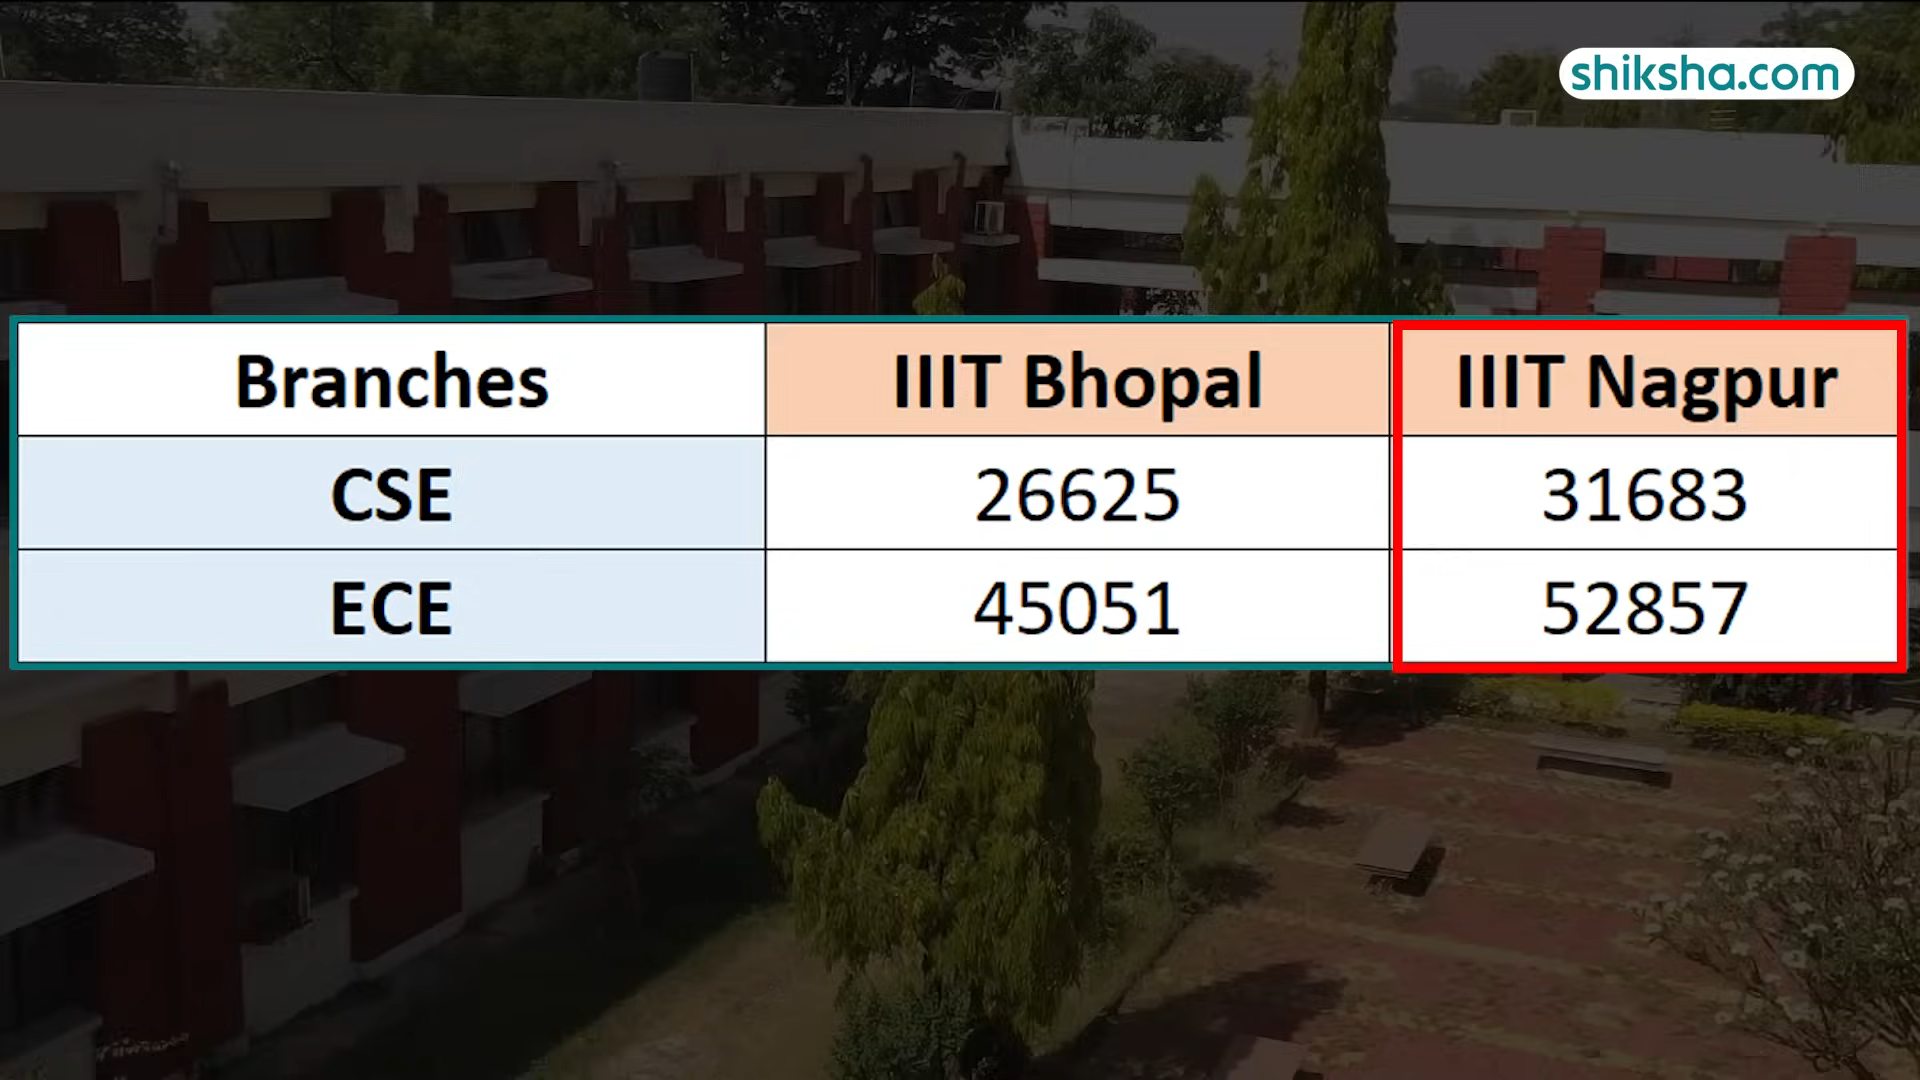 shiksha.com
Branches IIIT Bhopal IIIT Nagpur
CSE 26625 31683
ECE 45051 52857